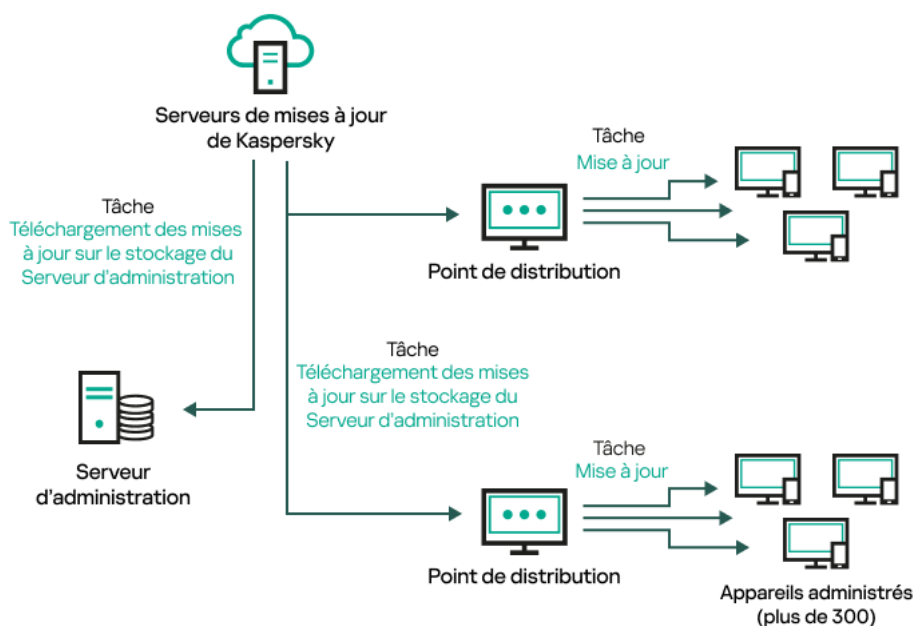 Serveurs de mises à jour
de Kaspersky
Tâche
Mise à jour
Tâche
Téléchargement des mises
à jour sur le stockage du
Serveur d'administration
Point de distribution
Tâche
Téléchargement des mises
à jour sur le stockage du
Serveur d'administration
Serveur
d'administration
Tâche
Mise à jour
Point de distribution
Appareils administrés
(plus de 300)